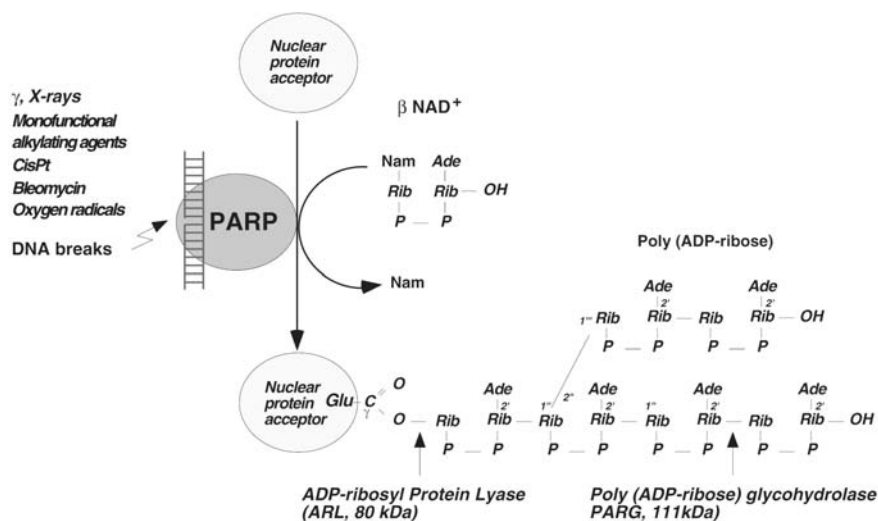 Nuclear
protein
acceptor
γ, X-rays
Monofunctional
alkylating agents
CisPt
Bleomycin
Oxygen radicals
DNA breaks
PARP
β NAD+
Nam Ade
Rib Rib — OH
P — P
Nam
Poly (ADP-ribose)
Ade Ade
2' 2'
1''' Rib Rib — Rib Rib — OH
P — P P — P
Nuclear
protein
acceptor
Glu — C
γ
O
O
Ade Ade Ade Ade
2' 1'' 2'' 2' 1'' 2' 2'
Rib Rib — Rib Rib — Rib Rib — Rib Rib — OH
P — P P — P P — P P — P
ADP-ribosyl Protein Lyase
(ARL, 80 kDa)
Poly (ADP-ribose) glycohydrolase
PARG, 111kDa)